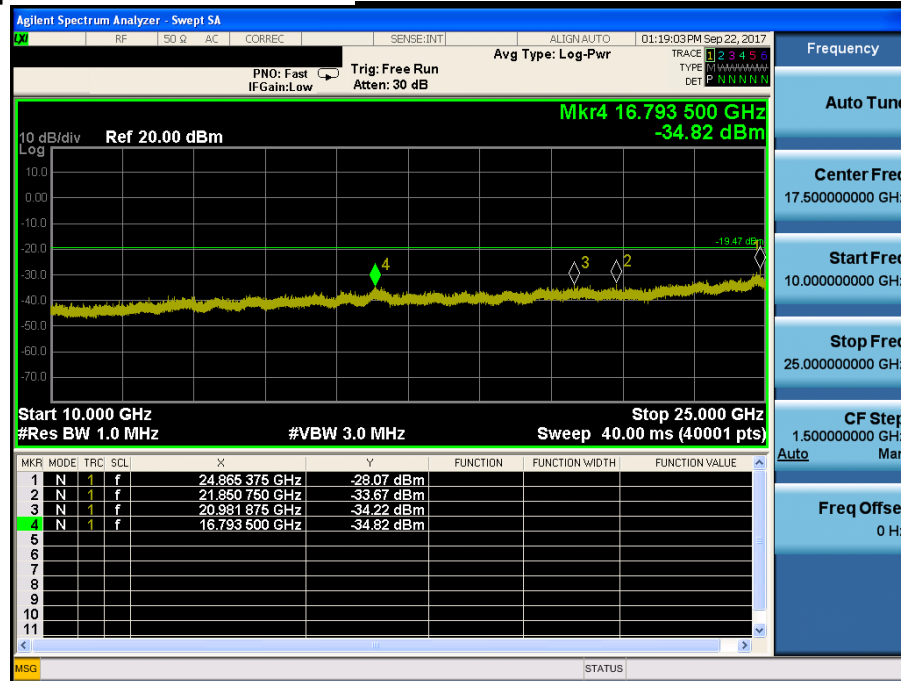 Agilent Spectrum Analyzer - Swept SA
LXI RF 50 Ω AC CORREC SENSE:INT ALIGN AUTO 01:19:03 PM Sep 22, 2017
Avg Type: Log-Pwr
TRACE 1 2 3 4 5 6
PNO: Fast Trig: Free Run
TYPE M WWWWW
IFGain:Low Atten: 30 dB
DET P N N N N N
Mkr4 16.793 500 GHz
-34.82 dBm
10 dB/div Ref 20.00 dBm
Log
10.0
0.00
-10.0
-20.0
-19.47 dBm
1
-30.0
4
3
2
-40.0
-50.0
-60.0
-70.0
Start 10.000 GHz Stop 25.000 GHz
#Res BW 1.0 MHz #VBW 3.0 MHz Sweep 40.00 ms (40001 pts)
MKR MODE TRC SCL X Y FUNCTION FUNCTION WIDTH FUNCTION VALUE
1 N 1 f 24.865 375 GHz -28.07 dBm
2 N 1 f 21.850 750 GHz -33.67 dBm
3 N 1 f 20.981 875 GHz -34.22 dBm
4 N 1 f 16.793 500 GHz -34.82 dBm
5
6
7
8
9
10
11
MSG STATUS
Frequency
Auto Tune
Center Freq
17.500000000 GHz
Start Freq
10.000000000 GHz
Stop Freq
25.000000000 GHz
CF Step
1.500000000 GHz
Auto Man
Freq Offset
0 Hz